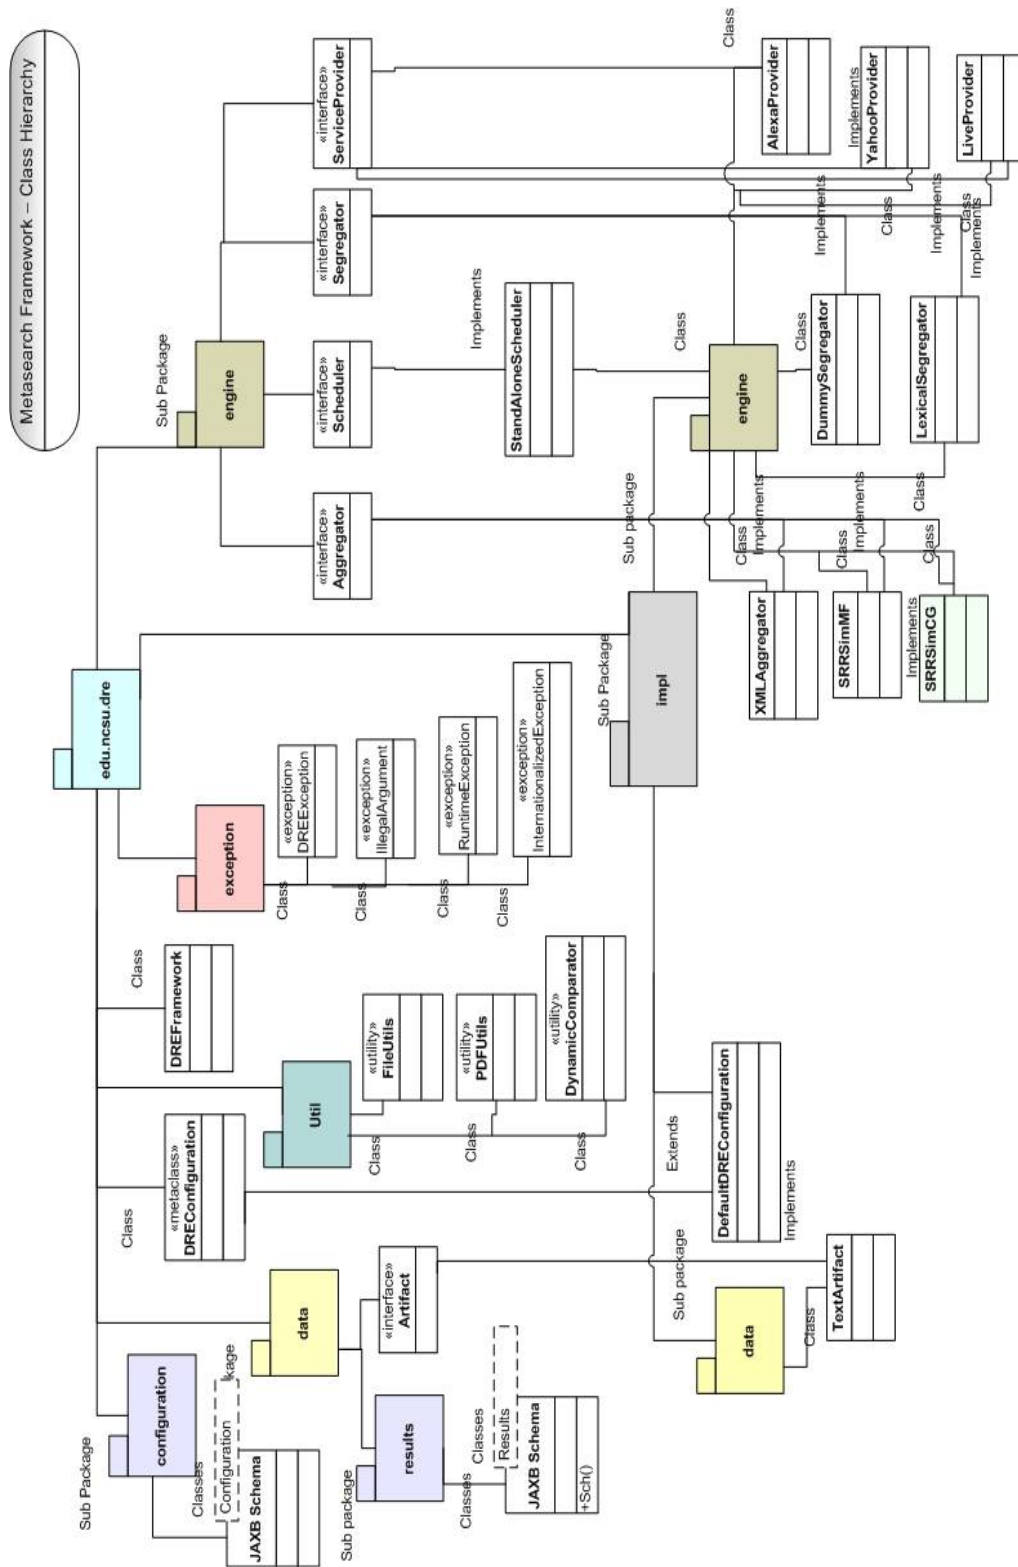 Metasearch Framework – Class Hierarchy
edu.ncsu.dre
Sub Package
configuration
Classes
Configuration
kage
JAXB Schema
Class
«metaclass»
DREConfiguration
Class
DREFramework
Sub Package
engine
data
Sub package
results
Classes
Classes
Results
JAXB Schema
+Sch()
«interface»
Artifact
Util
Class
«utility»
FileUtils
Class
«utility»
PDFUtils
Class
«utility»
DynamicComparator
exception
Class
«exception»
DREException
Class
«exception»
IllegalArgument
Class
«exception»
RuntimeException
Class
«exception»
InternationalizedException
«interface»
Aggregator
«interface»
Scheduler
«interface»
Segregator
«interface»
ServiceProvider
Implements
StandAloneScheduler
Sub Package
impl
Sub package
data
Class
TextArtifact
Implements
Extends
DefaultDREConfiguration
Sub package
engine
Class
Class
Implements
XMLAggregator
Class
Implements
SRRSimMF
Class
Implements
SRRSimCG
Class
Implements
DummySegregator
Class
Implements
LexicalSegregator
Class
AlexaProvider
Implements
Class
YahooProvider
Implements
Class
LiveProvider